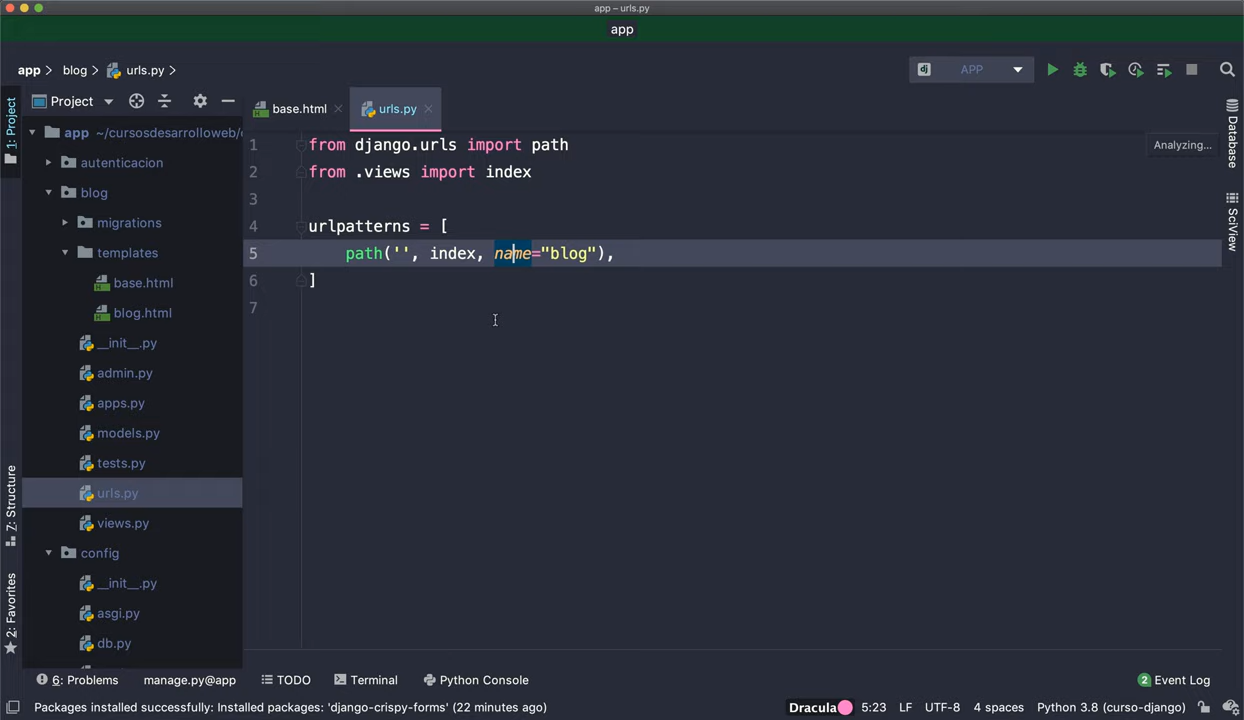 app – urls.py
app
app
blog
urls.py
APP
1: Project
Project
base.html
urls.py
Database
SciView
Analyzing...
app ~/cursosdesarrolloweb/
autenticacion
blog
migrations
templates
base.html
blog.html
__init__.py
admin.py
apps.py
models.py
tests.py
urls.py
views.py
config
__init__.py
asgi.py
db.py
1 from django.urls import path
2 from .views import index
3
4 urlpatterns = [
5 path('', index, name="blog"),
6 ]
7
Z: Structure
2: Favorites
6: Problems
manage.py@app
TODO
Terminal
Python Console
2 Event Log
Packages installed successfully: Installed packages: 'django-crispy-forms' (22 minutes ago)
Dracula
5:23
LF
UTF-8
4 spaces
Python 3.8 (curso-django)